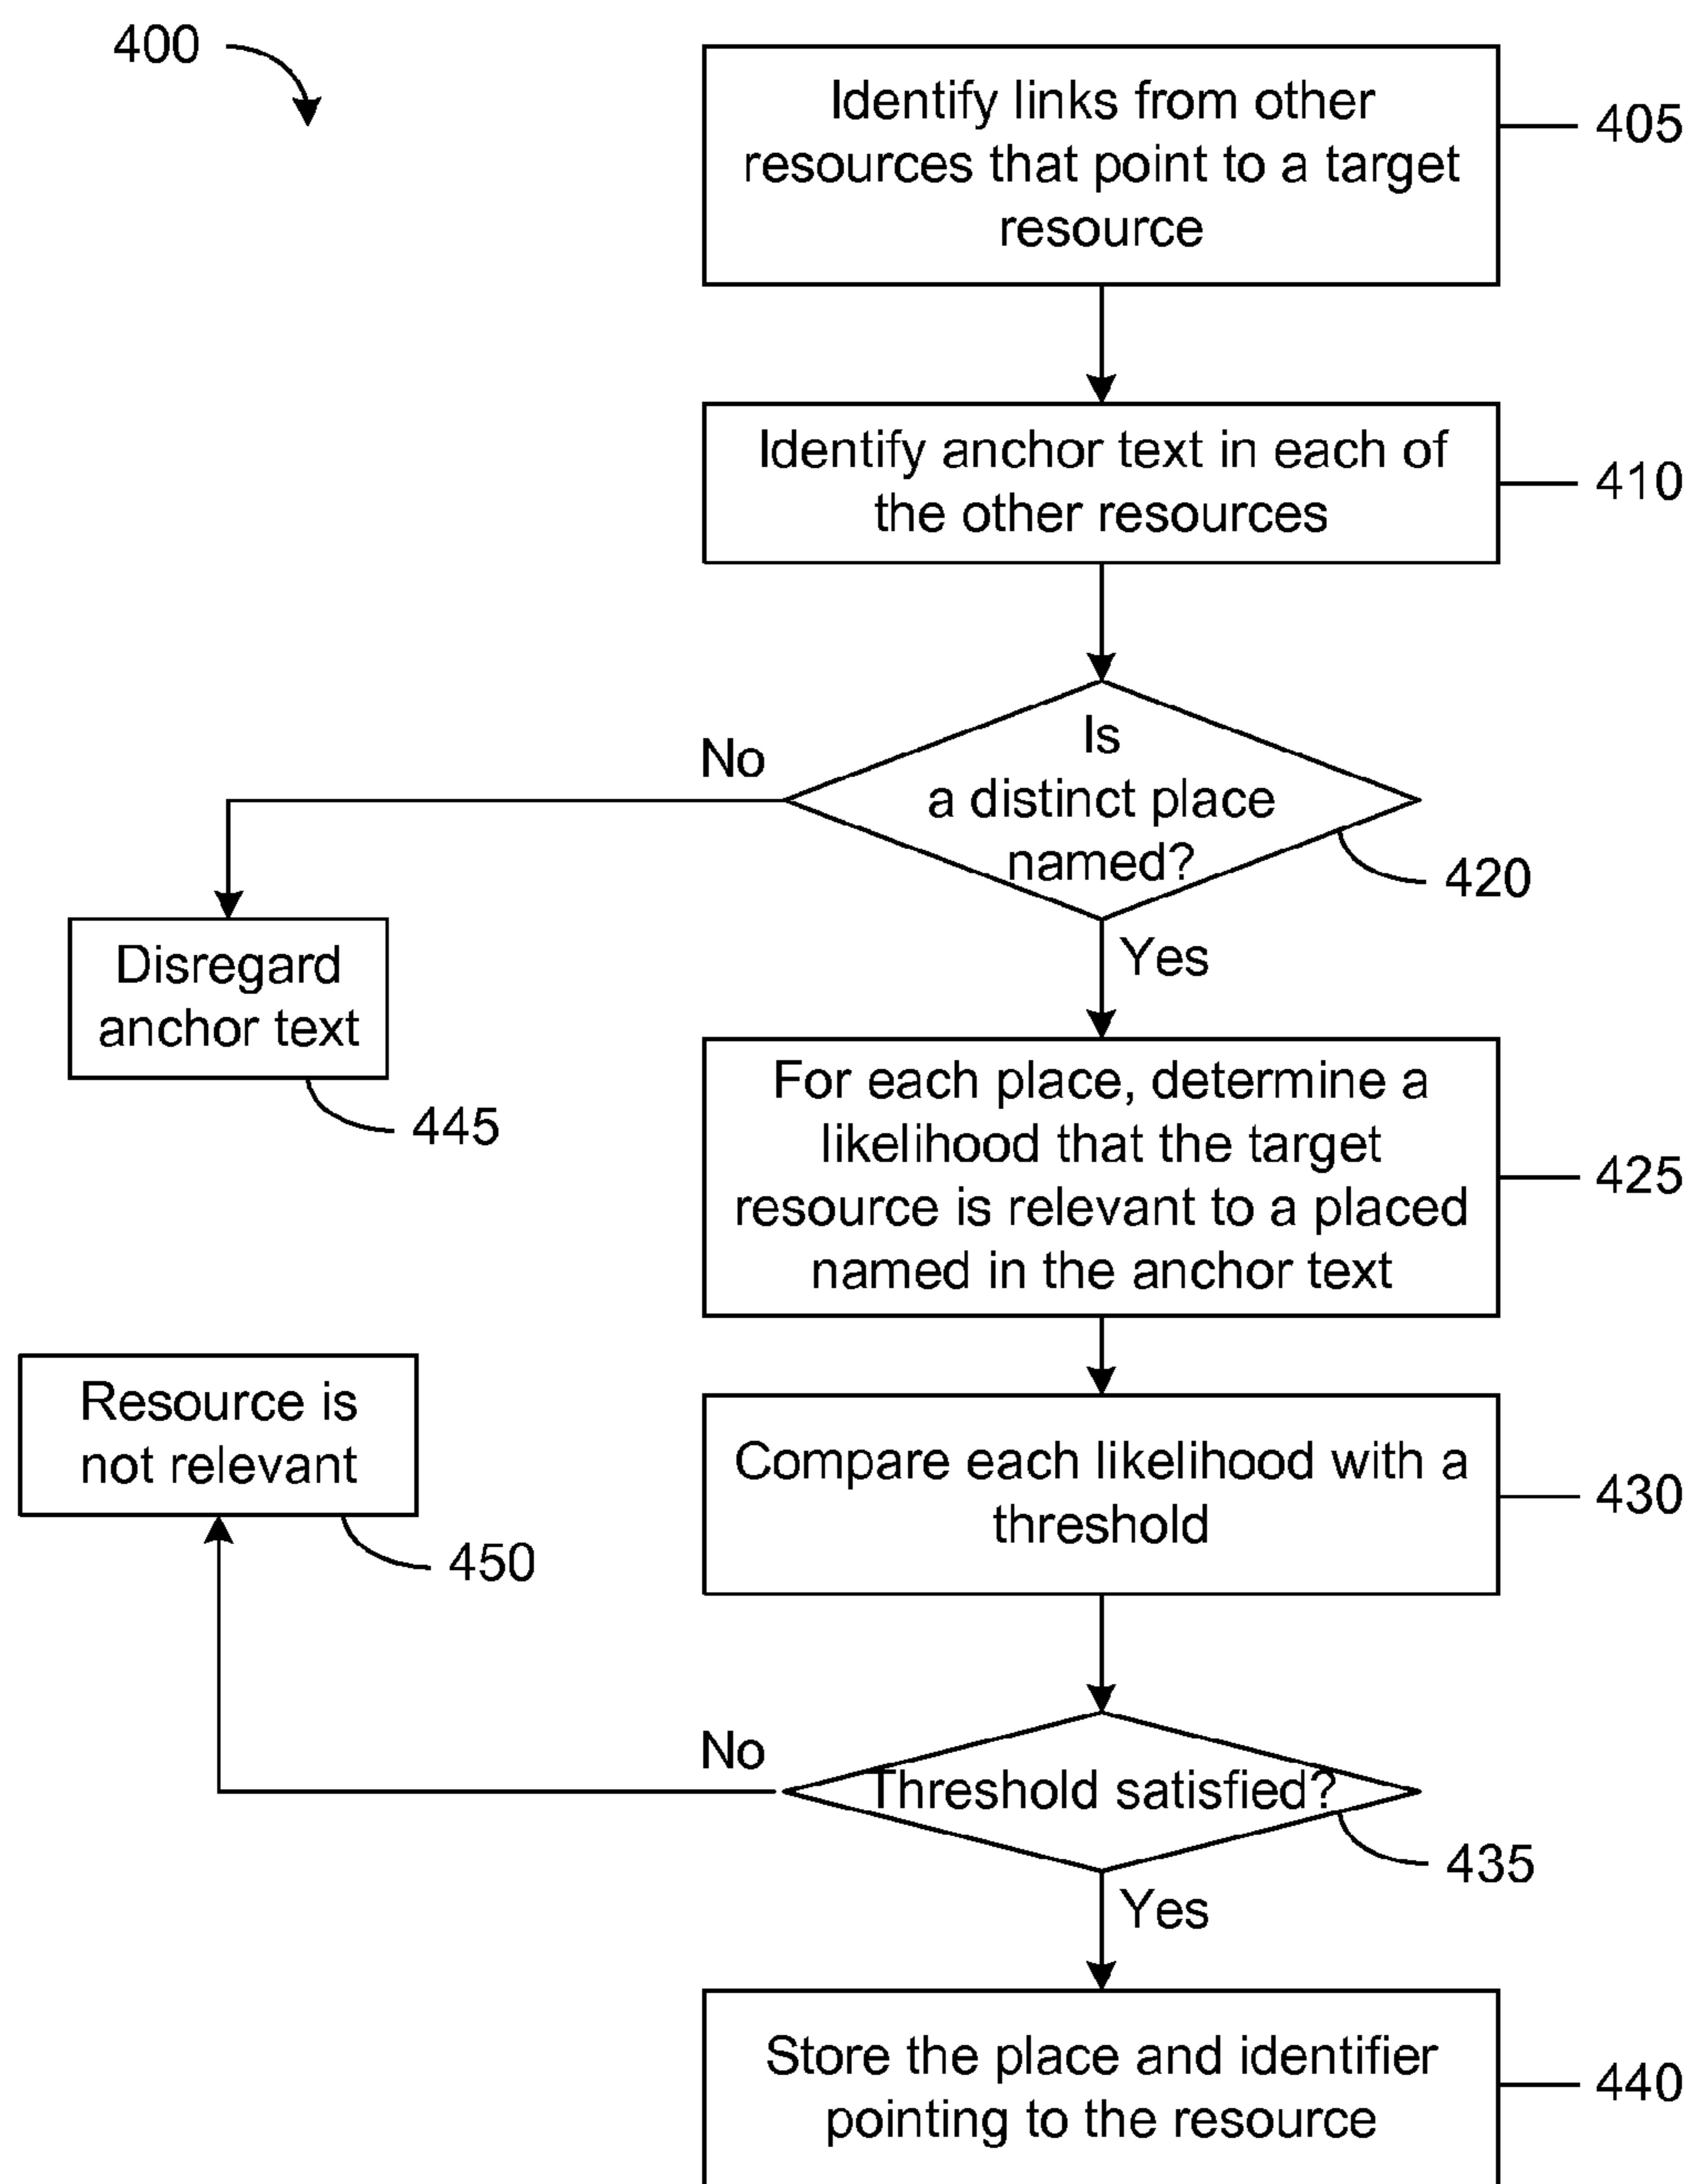 400
Identify links from other
resources that point to a target
resource
405
Identify anchor text in each of
the other resources
410
Is
a distinct place
named?
420
No
Yes
Disregard
anchor text
445
For each place, determine a
likelihood that the target
resource is relevant to a placed
named in the anchor text
425
Resource is
not relevant
450
Compare each likelihood with a
threshold
430
Threshold satisfied?
435
No
Yes
Store the place and identifier
pointing to the resource
440